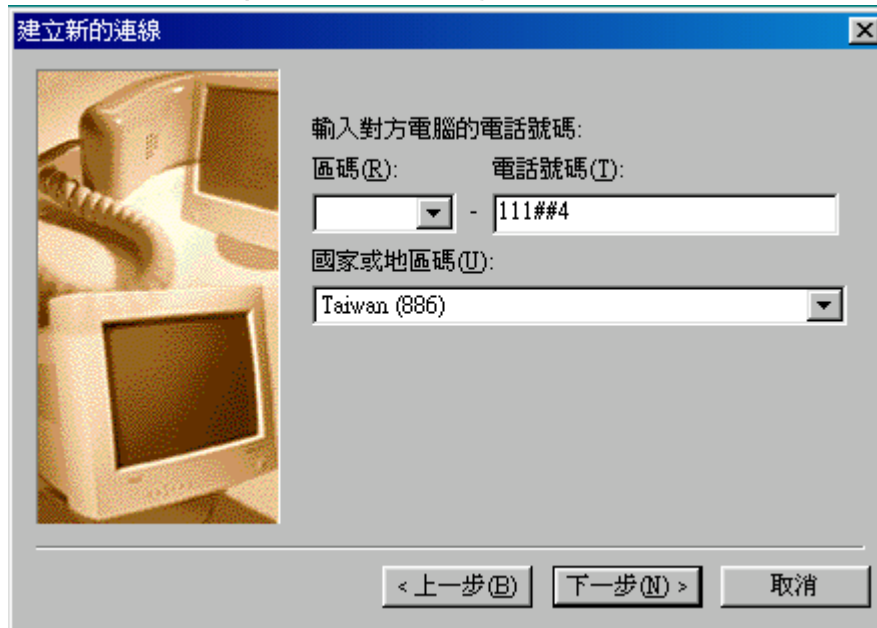 建立新的連線
輸入對方電腦的電話號碼:
區碼(R): 電話號碼(T):
- 111##4
國家或地區碼(U):
Taiwan (886)
<上一步(B) 下一步(N)> 取消